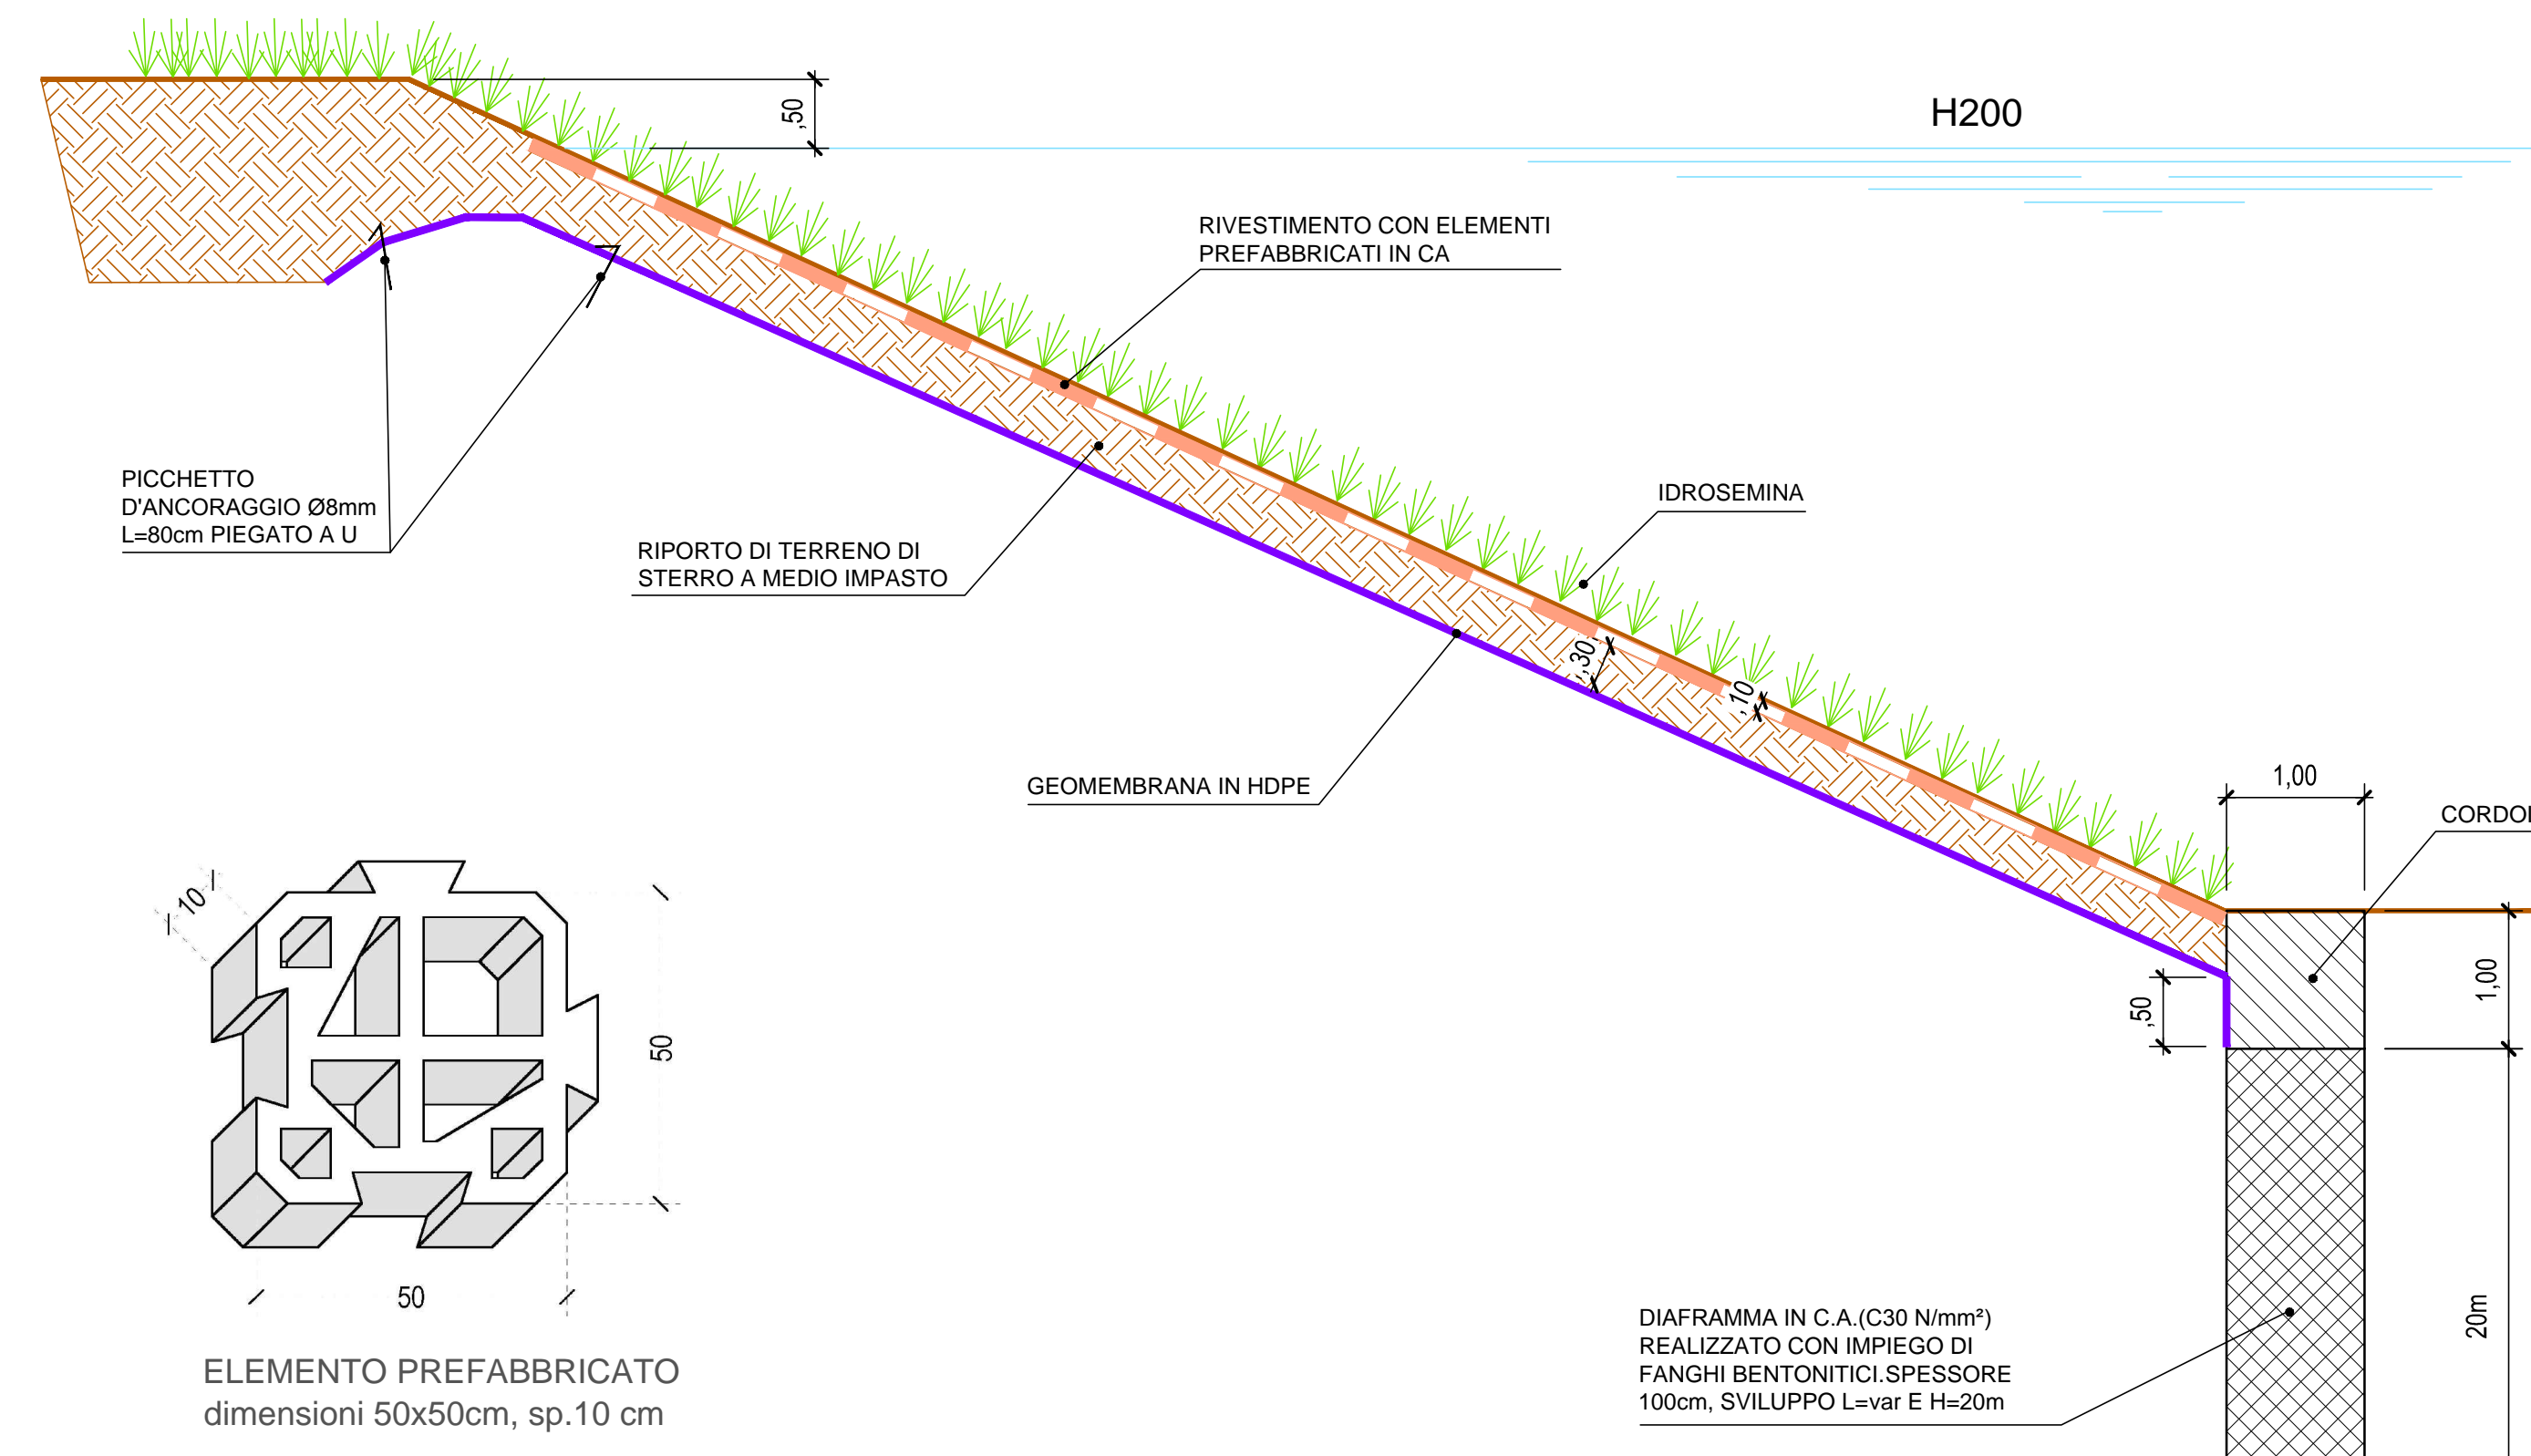 H200
,50
RIVESTIMENTO CON ELEMENTI
PREFABBRICATI IN CA
PICCHETTO
D'ANCORAGGIO Ø8mm
L=80cm PIEGATO A U
IDROSEMINA
RIPORTO DI TERRENO DI
STERRO A MEDIO IMPASTO
,30
,10
GEOMEMBRANA IN HDPE
1,00
CORDOL
10
50
,50
1,00
50
20m
DIAFRAMMA IN C.A.(C30 N/mm²)
REALIZZATO CON IMPIEGO DI
FANGHI BENTONITICI.SPESSORE
100cm, SVILUPPO L=var E H=20m
ELEMENTO PREFABBRICATO
dimensioni 50x50cm, sp.10 cm